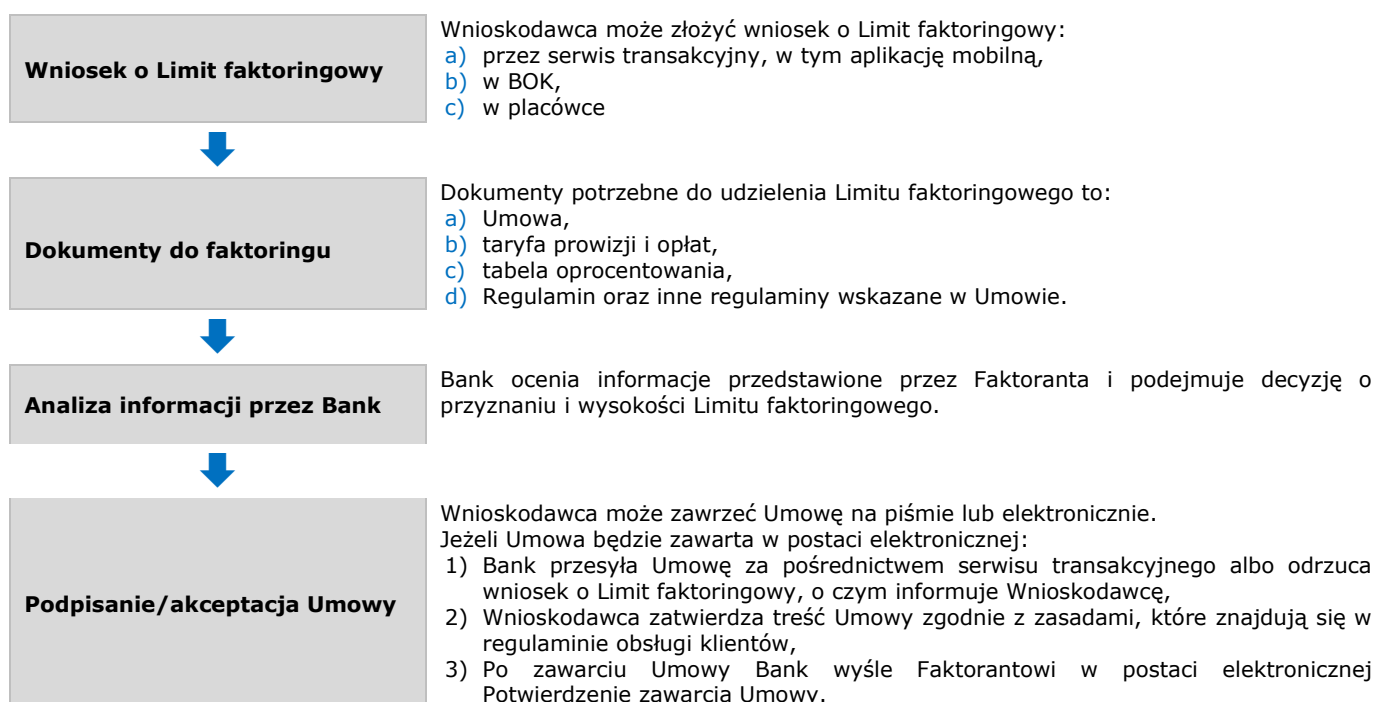 Wniosek o Limit faktoringowy
Wnioskodawca może złożyć wniosek o Limit faktoringowy:
a) przez serwis transakcyjny, w tym aplikację mobilną,
b) w BOK,
c) w placówce
Dokumenty do faktoringu
Dokumenty potrzebne do udzielenia Limitu faktoringowego to:
a) Umowa,
b) taryfa prowizji i opłat,
c) tabela oprocentowania,
d) Regulamin oraz inne regulaminy wskazane w Umowie.
Analiza informacji przez Bank
Bank ocenia informacje przedstawione przez Faktoranta i podejmuje decyzję o
przyznaniu i wysokości Limitu faktoringowego.
Podpisanie/akceptacja Umowy
Wnioskodawca może zawrzeć Umowę na piśmie lub elektronicznie.
Jeżeli Umowa będzie zawarta w postaci elektronicznej:
1) Bank przesyła Umowę za pośrednictwem serwisu transakcyjnego albo odrzuca
wniosek o Limit faktoringowy, o czym informuje Wnioskodawcę,
2) Wnioskodawca zatwierdza treść Umowy zgodnie z zasadami, które znajdują się w
regulaminie obsługi klientów,
3) Po zawarciu Umowy Bank wyśle Faktorantowi w postaci elektronicznej
Potwierdzenie zawarcia Umowy.